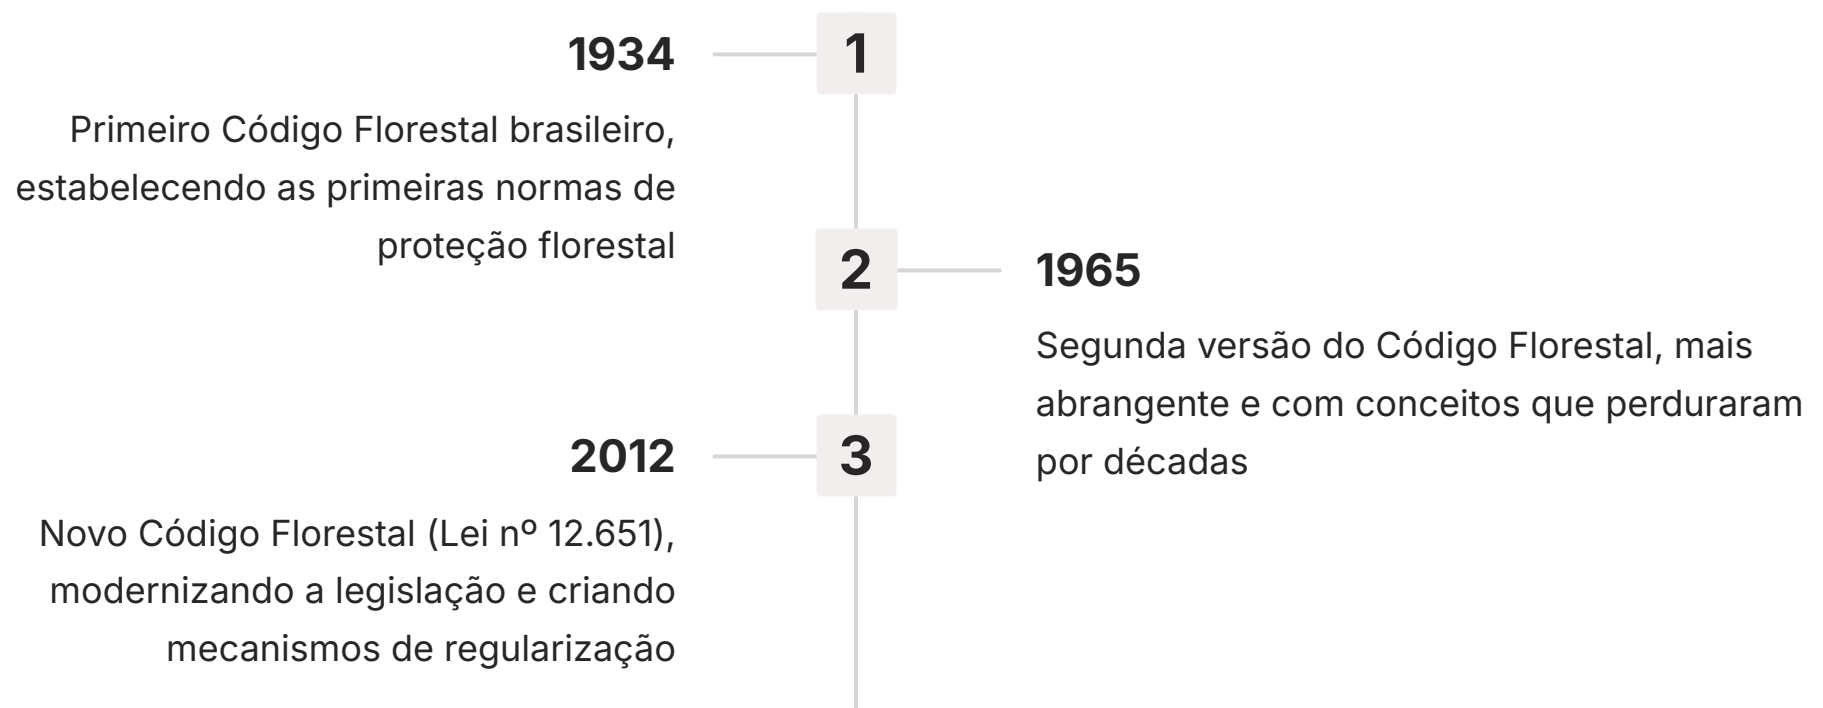 1934
1
Primeiro Código Florestal brasileiro,
estabelecendo as primeiras normas de
proteção florestal
2
1965
Segunda versão do Código Florestal, mais
abrangente e com conceitos que perduraram
por décadas
2012
3
Novo Código Florestal (Lei nº 12.651),
modernizando a legislação e criando
mecanismos de regularização